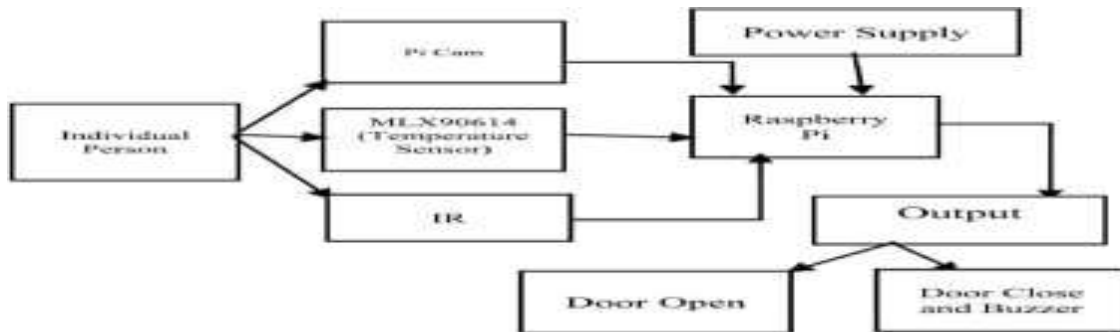 Power Supply
Pi Cam
MLX90614
(Temperature
Sensor)
Individual
Person
Raspberry
Pi
IR
Output
Door Open
Door Close
and Buzzer